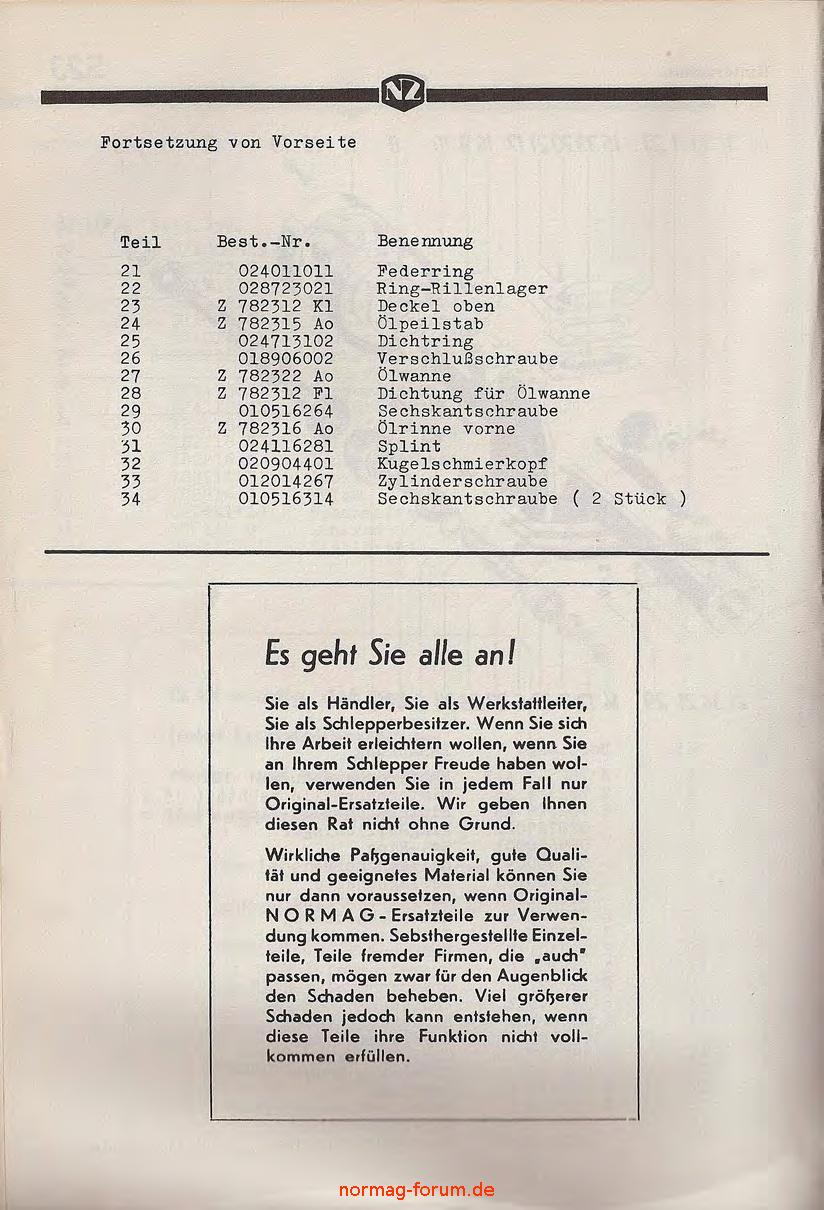 NZ
Fortsetzung von Vorseite
Teil Best.-Nr. Benennung
21 024011011 Federring
22 028723021 Ring-Rillenlager
23 Z 782312 Kl Deckel oben
24 Z 782315 Ao Ölpeilstab
25 024713102 Dichtring
26 018906002 Verschlußschraube
27 Z 782322 Ao Ölwanne
28 Z 782312 Fl Dichtung für Ölwanne
29 010516264 Sechskantschraube
30 Z 782316 Ao Ölrinne vorne
31 024116281 Splint
32 020904401 Kugelschmierkopf
33 012014267 Zylinderschraube
34 010516314 Sechskantschraube ( 2 Stück )
Es geht Sie alle an!
Sie als Händler, Sie als Werkstattleiter,
Sie als Schlepperbesitzer. Wenn Sie sich
Ihre Arbeit erleichtern wollen, wenn Sie
an Ihrem Schlepper Freude haben wol-
len, verwenden Sie in jedem Fall nur
Original-Ersatzteile. Wir geben Ihnen
diesen Rat nicht ohne Grund.
Wirkliche Paßgenauigkeit, gute Quali-
tät und geeignetes Material können Sie
nur dann voraussetzen, wenn Original-
NORMAG-Ersatzteile zur Verwen-
dung kommen. Sebsthergestellte Einzel-
teile, Teile fremder Firmen, die „auch"
passen, mögen zwar für den Augenblick
den Schaden beheben. Viel größerer
Schaden jedoch kann entstehen, wenn
diese Teile ihre Funktion nicht voll-
kommen erfüllen.
normag-forum.de